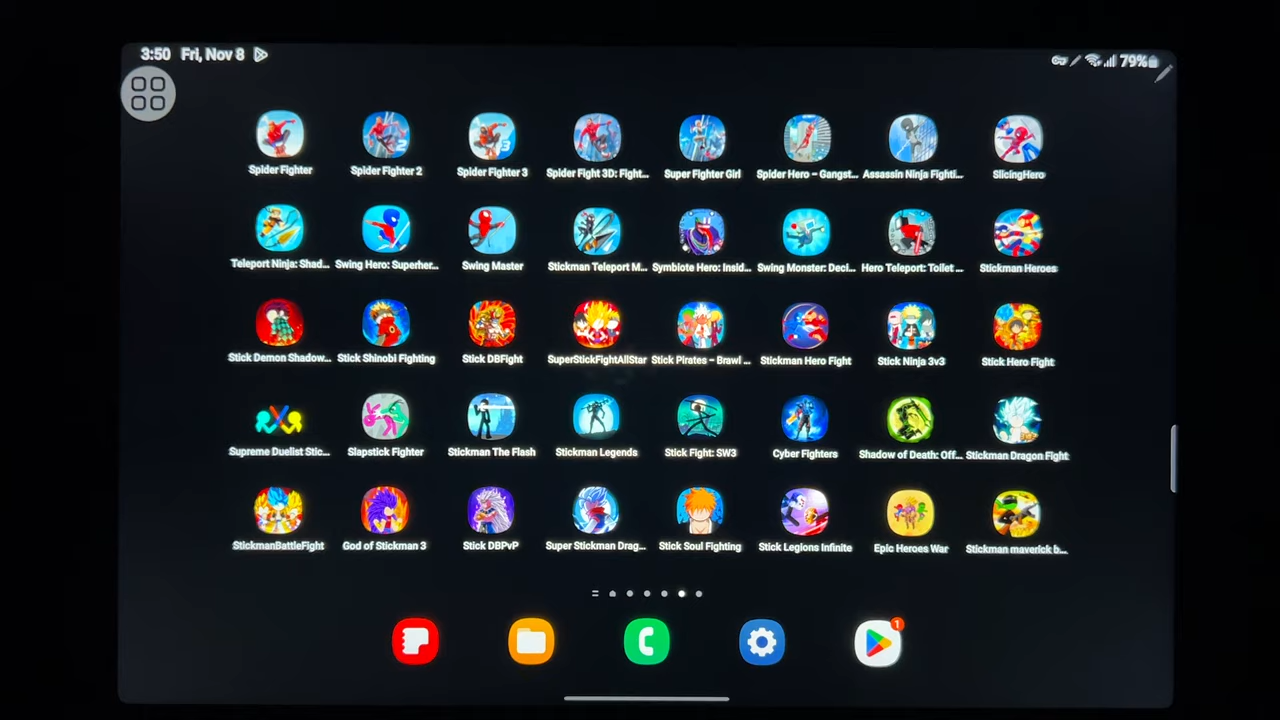 3:50 Fri, Nov 8
79%
Spider Fighter
Spider Fighter 2
Spider Fighter 3
Spider Fight 3D: Fight...
Super Fighter Girl
Spider Hero - Gangst...
Assassin Ninja Fighti...
SlicingHero
Teleport Ninja: Shad...
Swing Hero: Superher...
Swing Master
Stickman Teleport M...
Symbiote Hero: Insid...
Swing Monster: Deci...
Hero Teleport: Toilet ...
Stickman Heroes
Stick Demon Shadow...
Stick Shinobi Fighting
Stick DBFight
SuperStickFightAllStar
Stick Pirates - Brawl ...
Stickman Hero Fight
Stick Ninja 3v3
Stick Hero Fight
Supreme Duelist Stic...
Slapstick Fighter
Stickman The Flash
Stickman Legends
Stick Fight: SW3
Cyber Fighters
Shadow of Death: Off...
Stickman Dragon Fight
StickmanBattleFight
God of Stickman 3
Stick DBPvP
Super Stickman Drag...
Stick Soul Fighting
Stick Legions Infinite
Epic Heroes War
Stickman maverick b...
1